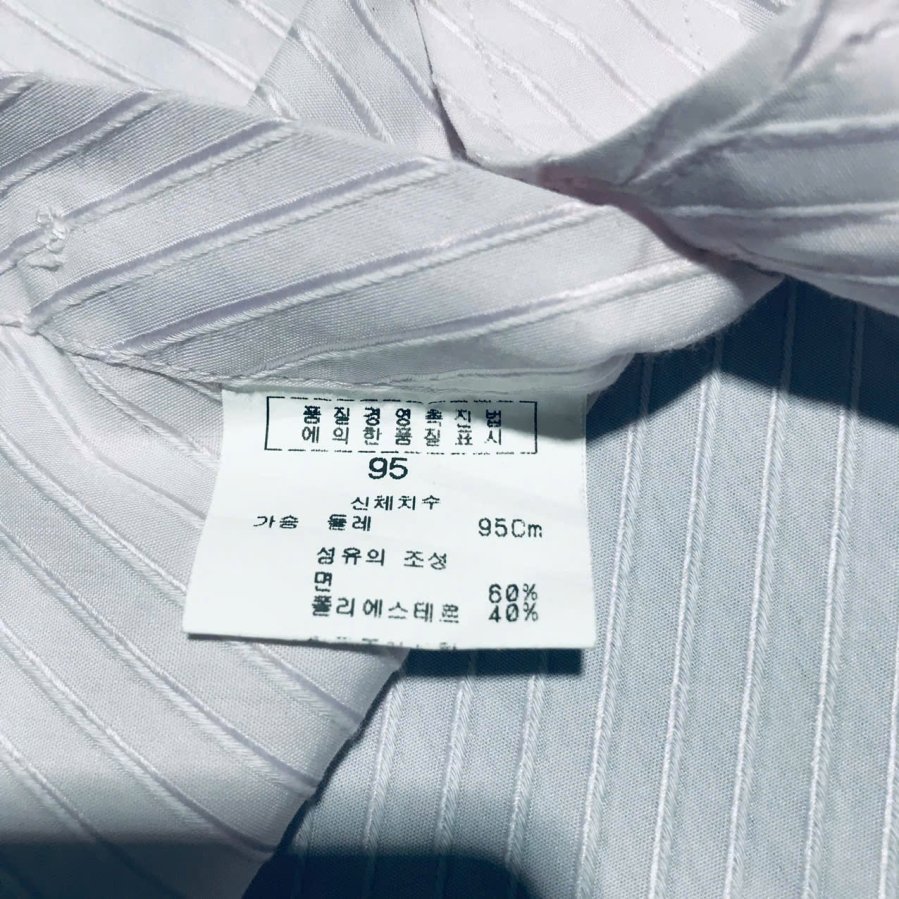 품질경영촉진법
에의한품질표시
95
신체치수
가슴 둘레 95Cm
섬유의 조성
면 60%
폴리에스테르 40%